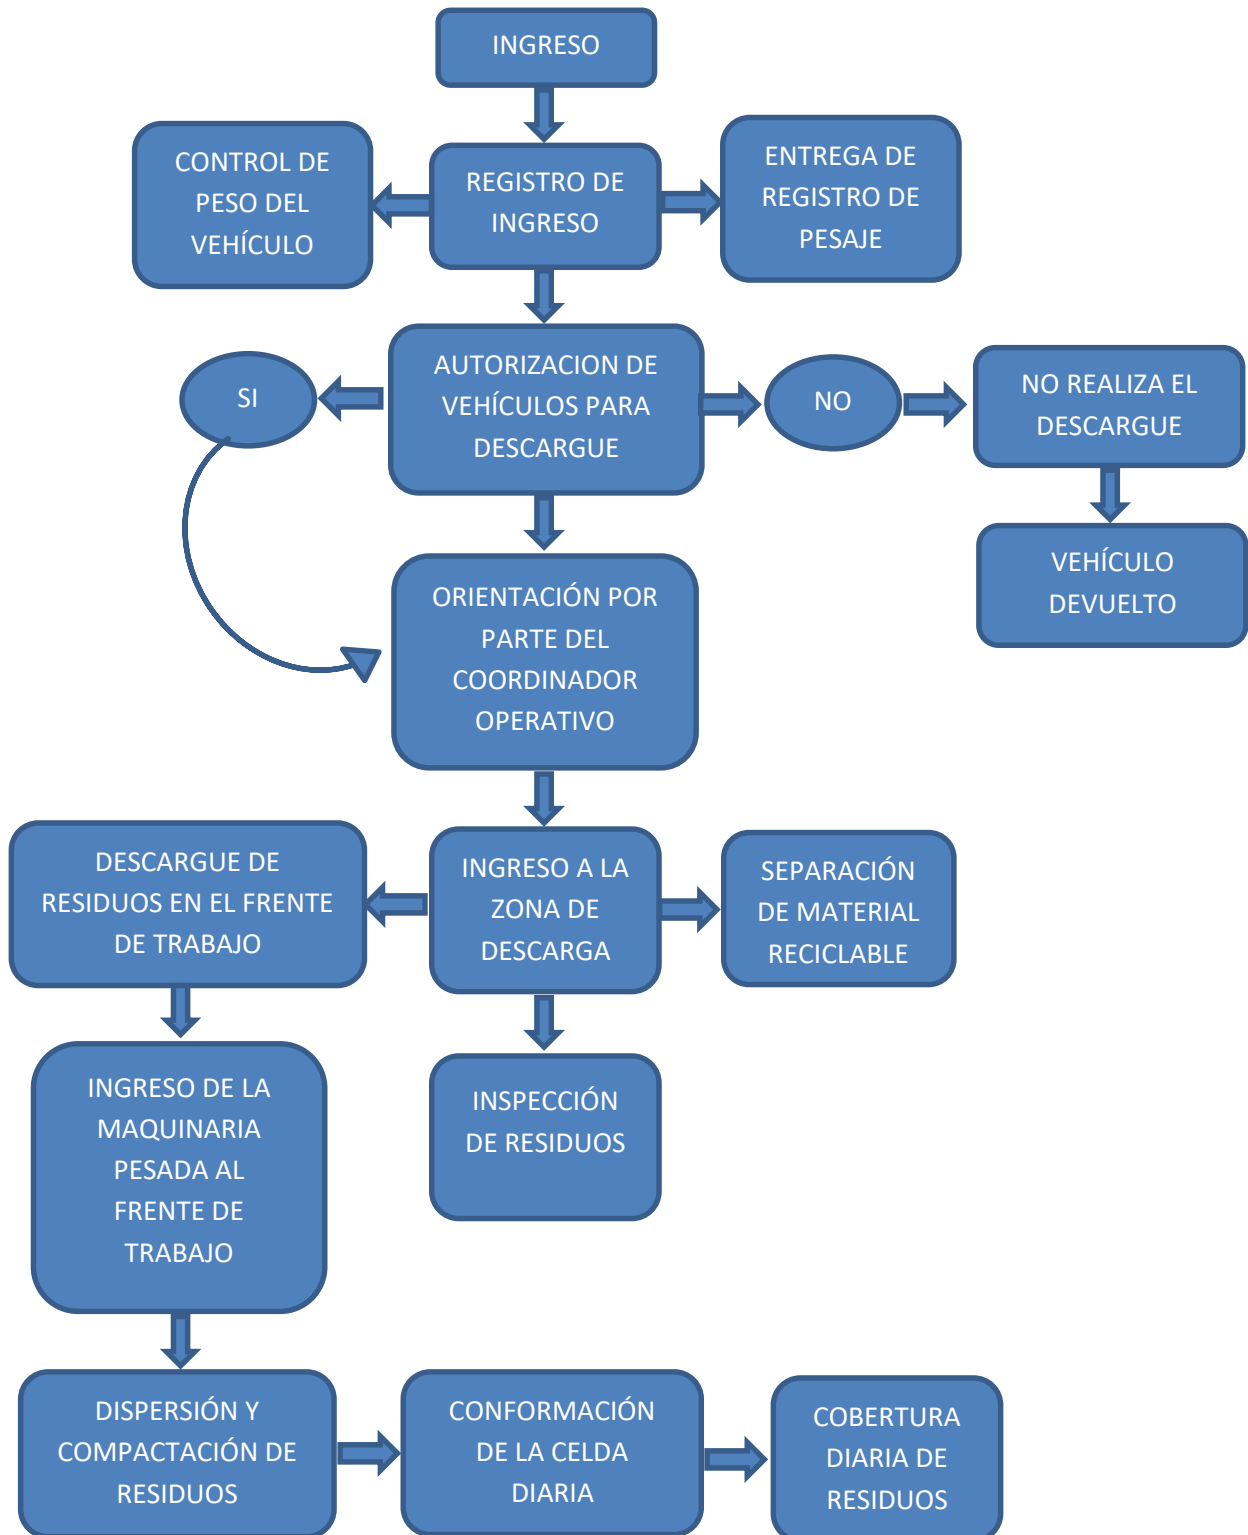 INGRESO
CONTROL DE
PESO DEL
VEHÍCULO
REGISTRO DE
INGRESO
ENTREGA DE
REGISTRO DE
PESAJE
SI
AUTORIZACION DE
VEHÍCULOS PARA
DESCARGUE
NO
NO REALIZA EL
DESCARGUE
VEHÍCULO
DEVUELTO
ORIENTACIÓN POR
PARTE DEL
COORDINADOR
OPERATIVO
DESCARGUE DE
RESIDUOS EN EL FRENTE
DE TRABAJO
INGRESO A LA
ZONA DE
DESCARGA
SEPARACIÓN
DE MATERIAL
RECICLABLE
INGRESO DE LA
MAQUINARIA
PESADA AL
FRENTE DE
TRABAJO
INSPECCIÓN
DE RESIDUOS
DISPERSIÓN Y
COMPACTACIÓN DE
RESIDUOS
CONFORMACIÓN
DE LA CELDA
DIARIA
COBERTURA
DIARIA DE
RESIDUOS